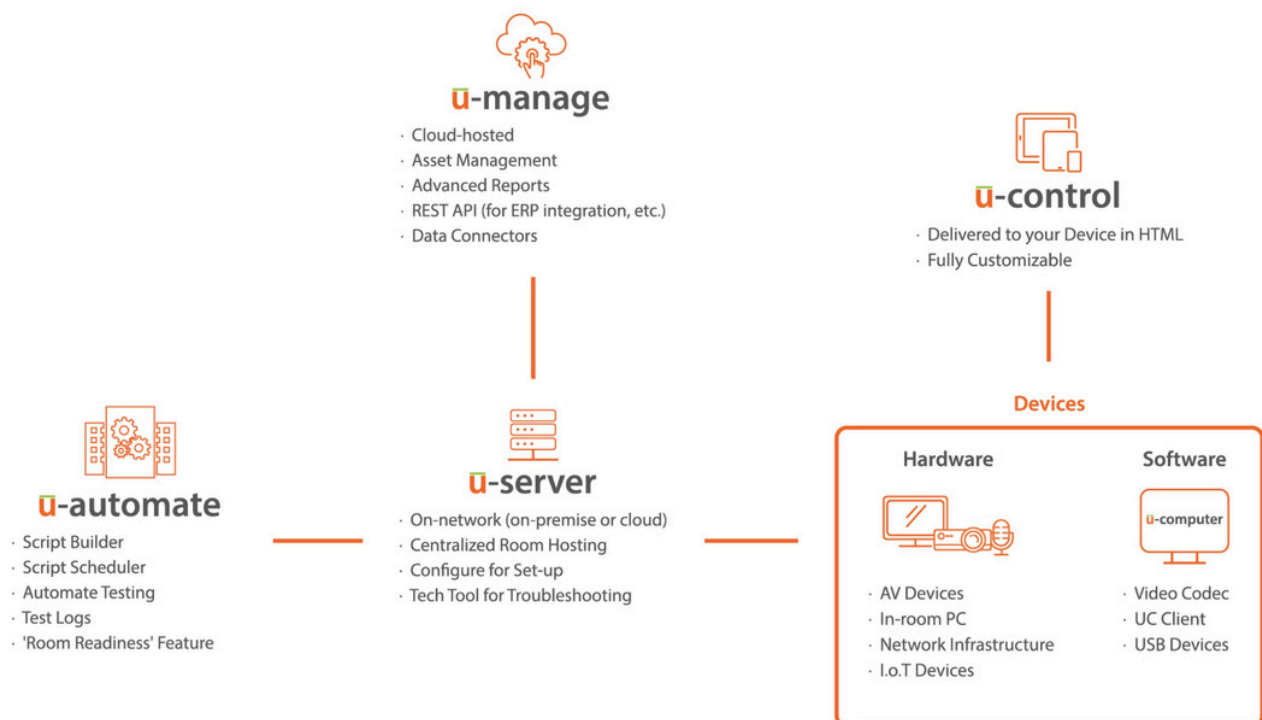 ū-manage
· Cloud-hosted
· Asset Management
· Advanced Reports
· REST API (for ERP integration, etc.)
· Data Connectors
ū-control
· Delivered to your Device in HTML
· Fully Customizable
ū-automate
· Script Builder
· Script Scheduler
· Automate Testing
· Test Logs
· 'Room Readiness' Feature
ū-server
· On-network (on-premise or cloud)
· Centralized Room Hosting
· Configure for Set-up
· Tech Tool for Troubleshooting
Devices
Hardware
· AV Devices
· In-room PC
· Network Infrastructure
· I.o.T Devices
Software
ū-computer
· Video Codec
· UC Client
· USB Devices